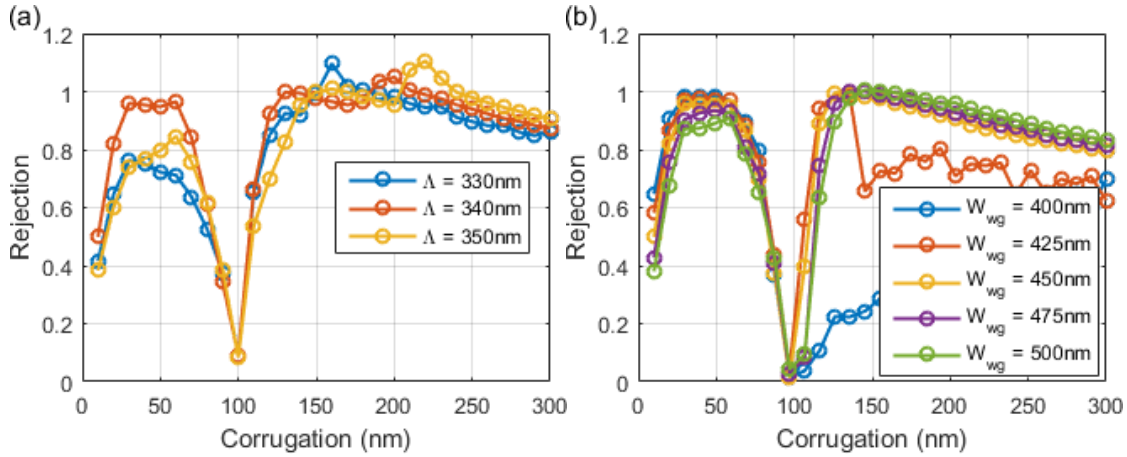 (a)
1.2
1
0.8
0.6
0.4
0.2
0
Rejection
Λ = 330nm
Λ = 340nm
Λ = 350nm
0 50 100 150 200 250 300
Corrugation (nm)
(b)
1.2
1
0.8
0.6
0.4
0.2
0
Rejection
W_wg = 400nm
W_wg = 425nm
W_wg = 450nm
W_wg = 475nm
W_wg = 500nm
0 50 100 150 200 250 300
Corrugation (nm)